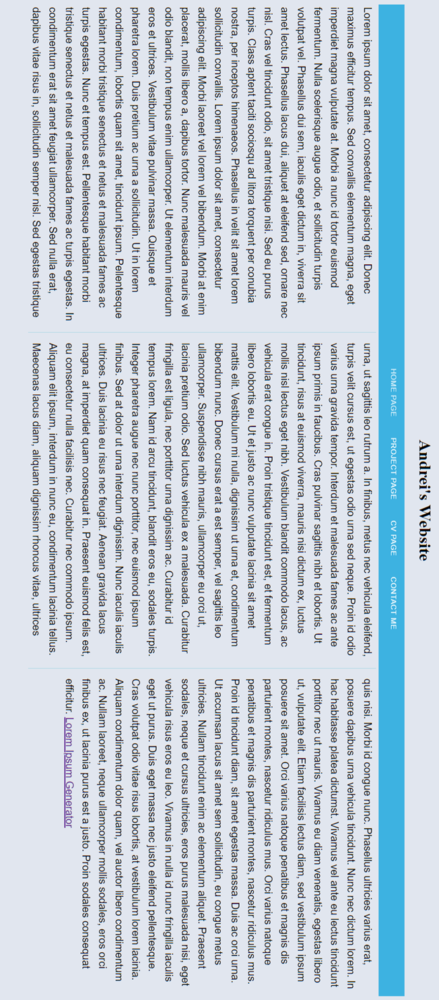 Andrei's Website
HOME PAGE PROJECT PAGE CV PAGE CONTACT ME
Lorem ipsum dolor sit amet, consectetur adipiscing elit. Donec
maximus efficitur tempus. Sed convallis elementum magna, eget
imperdiet magna vulputate at. Morbi a nunc id tortor euismod
fermentum. Nulla scelerisque augue odio, et sollicitudin turpis
volutpat vel. Phasellus dui sem, iaculis eget dictum in, viverra sit
amet lectus. Phasellus lacus dui, aliquet at eleifend sed, ornare nec
nisl. Cras vel tincidunt odio, sit amet tristique nisi. Sed eu purus
turpis. Class aptent taciti sociosqu ad litora torquent per conubia
nostra, per inceptos himenaeos. Phasellus in velit sit amet lorem
sollicitudin convallis. Lorem ipsum dolor sit amet, consectetur
adipiscing elit. Morbi laoreet vel lorem vel bibendum. Morbi at enim
placerat, mollis libero a, dapibus tortor. Nunc malesuada mauris vel
odio blandit, non tempus enim ullamcorper. Ut elementum interdum
eros et ultrices. Vestibulum vitae pulvinar massa. Quisque et
pharetra lorem. Duis pretium ac urna a sollicitudin. Ut in lorem
condimentum, lobortis quam sit amet, tincidunt ipsum. Pellentesque
habitant morbi tristique senectus et netus et malesuada fames ac
turpis egestas. Nunc et tempus est. Pellentesque habitant morbi
tristique senectus et netus et malesuada fames ac turpis egestas. In
condimentum erat sit amet feugiat ullamcorper. Sed nulla erat,
dapibus vitae risus in, sollicitudin semper nisl. Sed egestas tristique
urna, ut sagittis leo rutrum a. In finibus, metus nec vehicula eleifend,
turpis velit cursus est, ut egestas odio urna sed neque. Proin id odio
varius urna gravida tempor. Interdum et malesuada fames ac ante
ipsum primis in faucibus. Cras pulvinar sagittis nibh et lobortis. Ut
tincidunt, risus at euismod viverra, mauris nisi dictum ex, luctus
mollis nisl lectus eget nibh. Vestibulum blandit commodo lacus, ac
vehicula erat congue in. Proin tristique tincidunt est, et fermentum
libero lobortis eu. Ut et justo ac nunc vulputate lacinia sit amet
mattis elit. Vestibulum mi nulla, dignissim ut urna et, condimentum
bibendum nunc. Donec cursus erat a est semper, vel sagittis leo
ullamcorper. Suspendisse nibh mauris, ullamcorper eu orci ut,
lacinia pretium odio. Sed luctus vehicula ex a malesuada. Curabitur
fringilla est ligula, nec porttitor urna dignissim ac. Curabitur id
tempus lorem. Nam id arcu tincidunt, blandit eros eu, sodales turpis.
Integer pharetra augue nec nunc porttitor, nec euismod ipsum
finibus. Sed at dolor ut urna interdum dignissim. Nunc iaculis iaculis
ultrices. Duis lacinia eu risus nec feugiat. Aenean gravida lacus
magna, at imperdiet quam consequat in. Praesent euismod felis est,
eu consectetur nulla facilisis nec. Curabitur nec commodo ipsum.
Aliquam elit ipsum, interdum in nunc eu, condimentum lacinia tellus.
Maecenas lacus diam, aliquam dignissim rhoncus vitae, ultrices
quis nisi. Morbi id congue nunc. Phasellus ultricies varius erat,
posuere dapibus urna vehicula tincidunt. Nunc nec dictum lorem. In
hac habitasse platea dictumst. Vivamus vel ante eu lectus tincidunt
porttitor nec ut mauris. Vivamus eu diam venenatis, egestas libero
ut, vulputate elit. Etiam facilisis lectus diam, sed vestibulum ipsum
posuere sit amet. Orci varius natoque penatibus et magnis dis
parturient montes, nascetur ridiculus mus. Orci varius natoque
penatibus et magnis dis parturient montes, nascetur ridiculus mus.
Proin id tincidunt diam, sit amet egestas massa. Duis ac orci urna.
Ut accumsan lacus sit amet sem sollicitudin, eu congue metus
ultricies. Nullam tincidunt enim ac elementum aliquet. Praesent
sodales, neque et cursus ultricies, eros purus malesuada nisi, eget
vehicula risus eros eu leo. Vivamus in nulla id nunc fringilla iaculis
eget ut purus. Duis eget massa nec justo eleifend pellentesque.
Cras volutpat odio vitae risus lobortis, at vestibulum lorem lacinia.
Aliquam condimentum dolor quam, vel auctor libero condimentum
ac. Nullam laoreet, neque ullamcorper mollis sodales, eros orci
finibus ex, ut lacinia purus est a justo. Proin sodales consequat
efficitur. Lorem Ipsum Generator